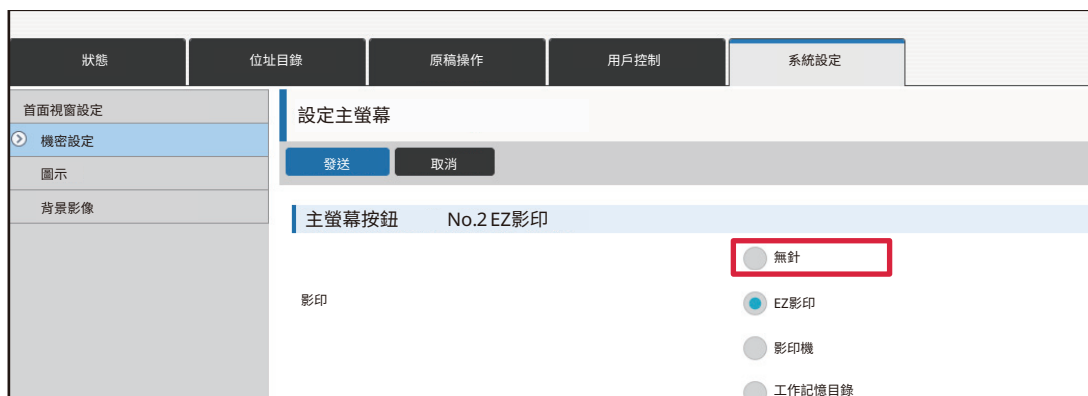 狀態 位址目錄 原稿操作 用戶控制 系統設定
首面視窗設定
機密設定
圖示
背景影像
設定主螢幕
發送 取消
主螢幕按鈕 No.2 EZ影印
影印
無針
EZ影印
影印機
工作記憶目錄